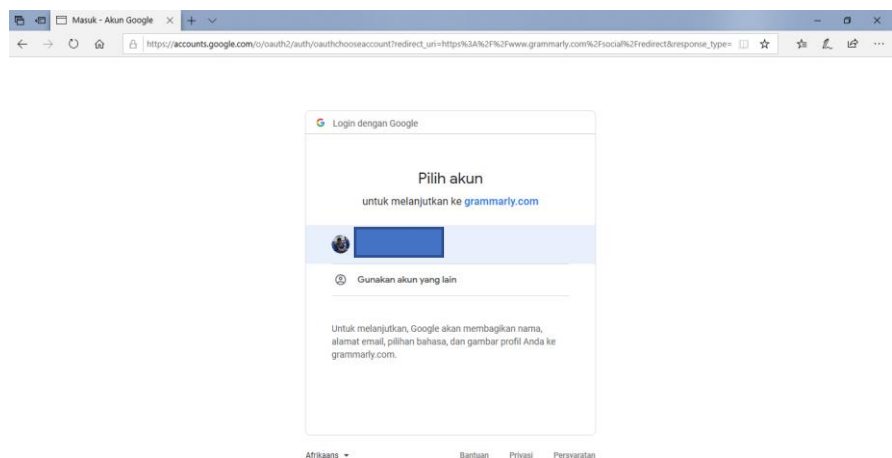 Masuk - Akun Google
https://accounts.google.com/o/oauth2/auth/oauthchooseaccount?redirect_uri=https%3A%2F%2Fwww.grammarly.com%2Fsocial%2Fredirect&response_type=
Login dengan Google
Pilih akun
untuk melanjutkan ke grammarly.com
Gunakan akun yang lain
Untuk melanjutkan, Google akan membagikan nama,
alamat email, pilihan bahasa, dan gambar profil Anda ke
grammarly.com.
Afrikaans Bantuan Privasi Persyaratan